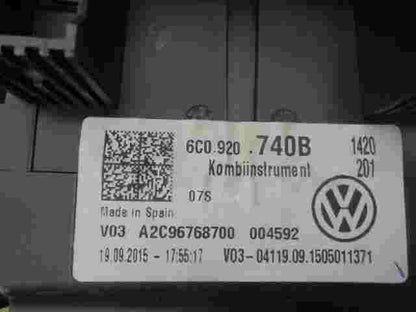 6C0.920 .740B 1420
Kombiinstrument 201
07S
Made in Spain
V03 A2C96768700 004592
19.09.2015 - 17:55:17 V03-04119.09.1505011371